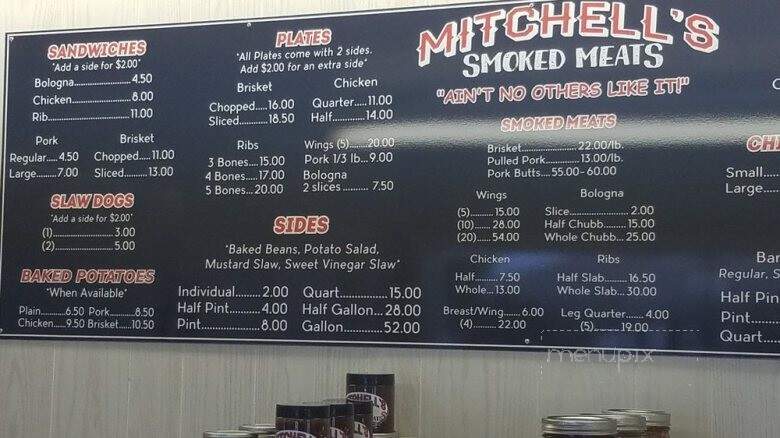 SANDWICHES
"Add a side for $2.00"
Bologna..........4.50
Chicken..........8.00
Rib..........11.00
Pork
Regular....4.50
Large........7.00
Brisket
Chopped....11.00
Sliced........13.00
SLAW DOGS
"Add a side for $2.00"
(1)..........3.00
(2)..........5.00
BAKED POTATOES
"When Available"
Plain........6.50 Pork........8.50
Chicken....9.50 Brisket....10.50
PLATES
"All Plates come with 2 sides.
Add $2.00 for an extra side"
Brisket
Chopped.....16.00
Sliced........18.50
Chicken
Quarter....11.00
Half..........14.00
Ribs
3 Bones....15.00
4 Bones.....17.00
5 Bones...20.00
Wings (5)........20.00
Pork 1/3 lb...9.00
Bologna
2 slices ........ 7.50
SIDES
"Baked Beans, Potato Salad,
Mustard Slaw, Sweet Vinegar Slaw"
Individual........2.00
Half Pint........4.00
Pint..........8.00
Quart..........15.00
Half Gallon...28.00
Gallon..........52.00
MITCHELL'S
SMOKED MEATS
"AIN'T NO OTHERS LIKE IT!"
SMOKED MEATS
Brisket..........22.00/lb.
Pulled Pork..........13.00/lb.
Pork Butts....55.00-60.00
Wings
(5)........ 15.00
(10)...... 28.00
(20).....54.00
Bologna
Slice.............. 2.00
Half Chubb.......15.00
Whole Chubb...25.00
Chicken
Half........7.50
Whole...13.00
Ribs
Half Slab....16.50
Whole Slab...30.00
Breast/Wing.....6.00
(4)........ 22.00
Leg Quarter....4.00
(5)....... 19.00
Small....
Large....
Regular,
Half Pin
Pint....
Quart....
menupix
MITCHELL'S